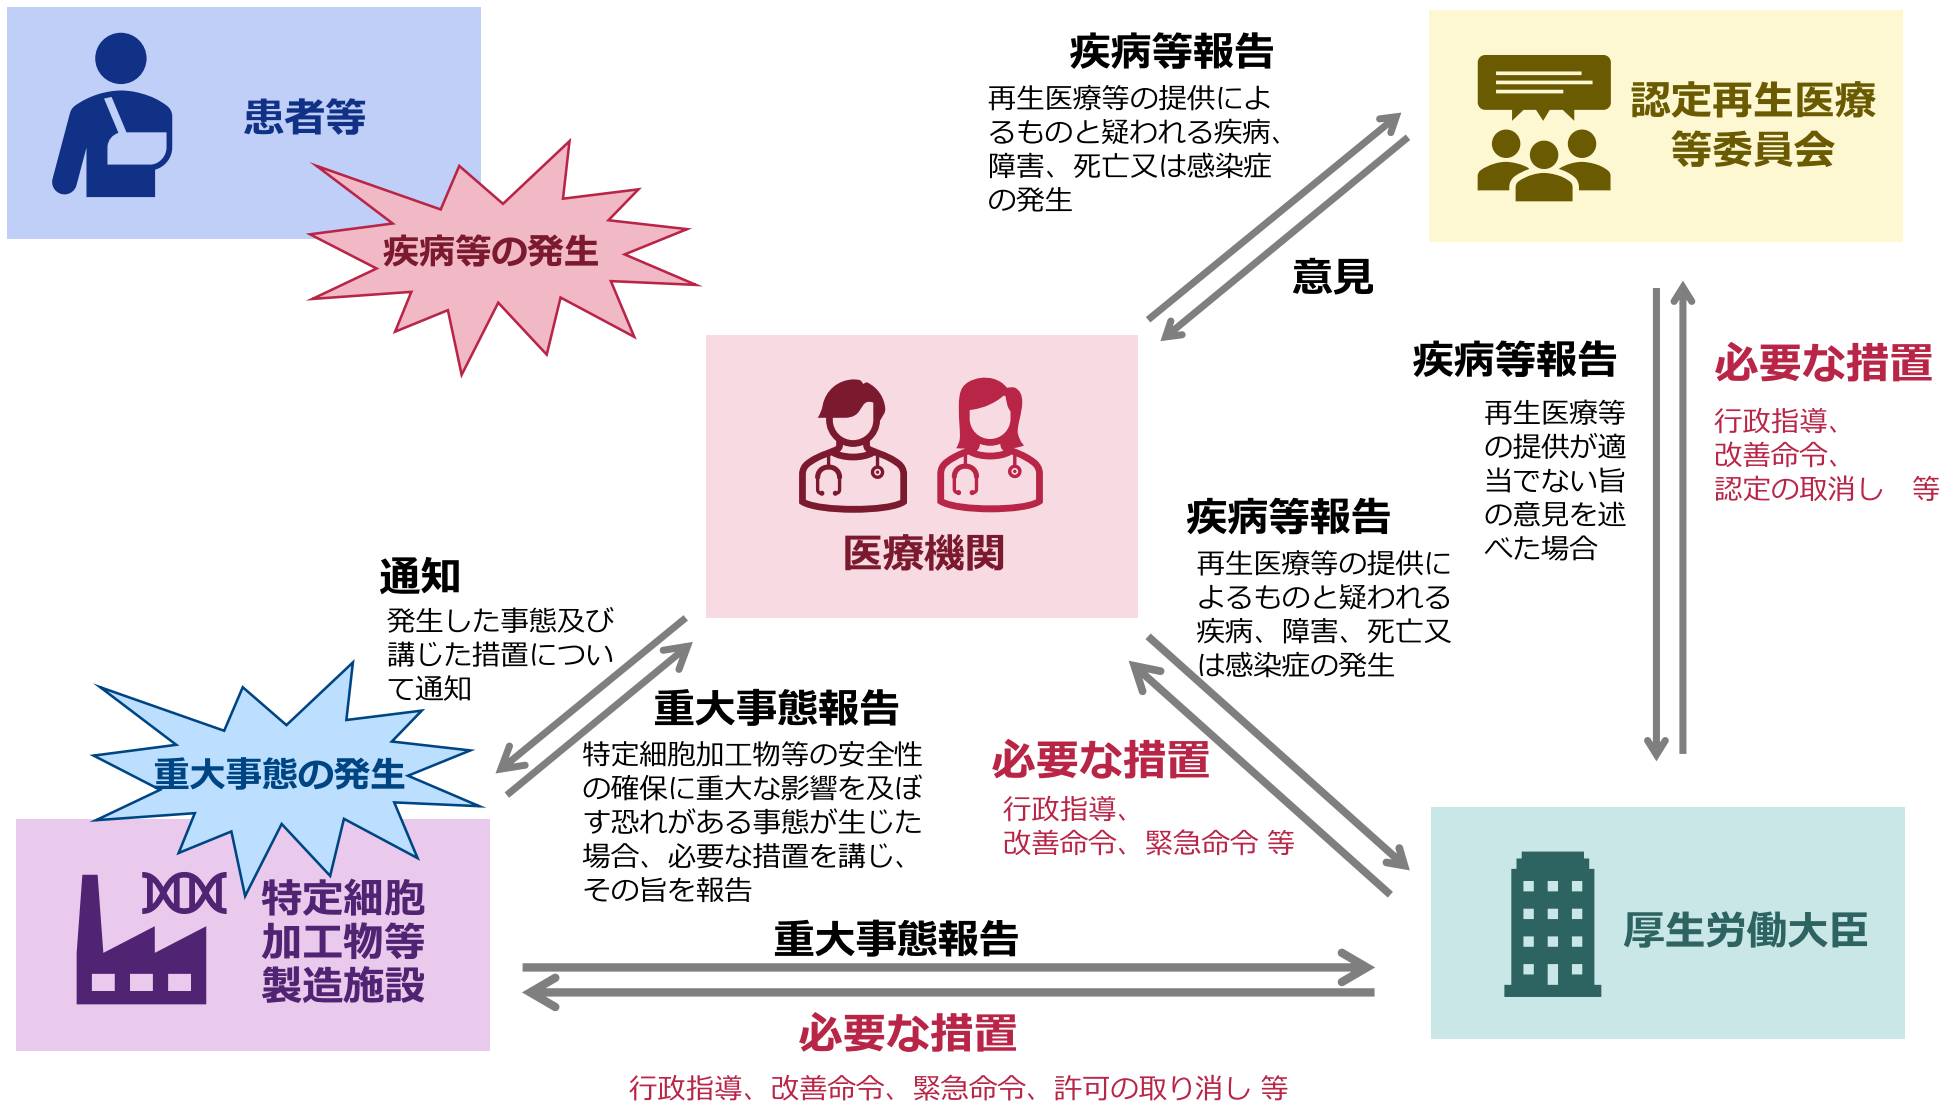 患者等
疾病等の発生
疾病等報告
再生医療等の提供によ
るものと疑われる疾病、
障害、死亡又は感染症
の発生
意見
認定再生医療
等委員会
医療機関
疾病等報告
再生医療等
の提供が適
当でない旨
の意見を述
べた場合
必要な措置
行政指導、
改善命令、
認定の取消し　等
疾病等報告
再生医療等の提供に
よるものと疑われる
疾病、障害、死亡又
は感染症の発生
必要な措置
行政指導、
改善命令、緊急命令 等
通知
発生した事態及び
講じた措置につい
て通知
重大事態報告
特定細胞加工物等の安全性
の確保に重大な影響を及ぼ
す恐れがある事態が生じた
場合、必要な措置を講じ、
その旨を報告
重大事態の発生
特定細胞
加工物等
製造施設
重大事態報告
必要な措置
行政指導、改善命令、緊急命令、許可の取り消し 等
厚生労働大臣